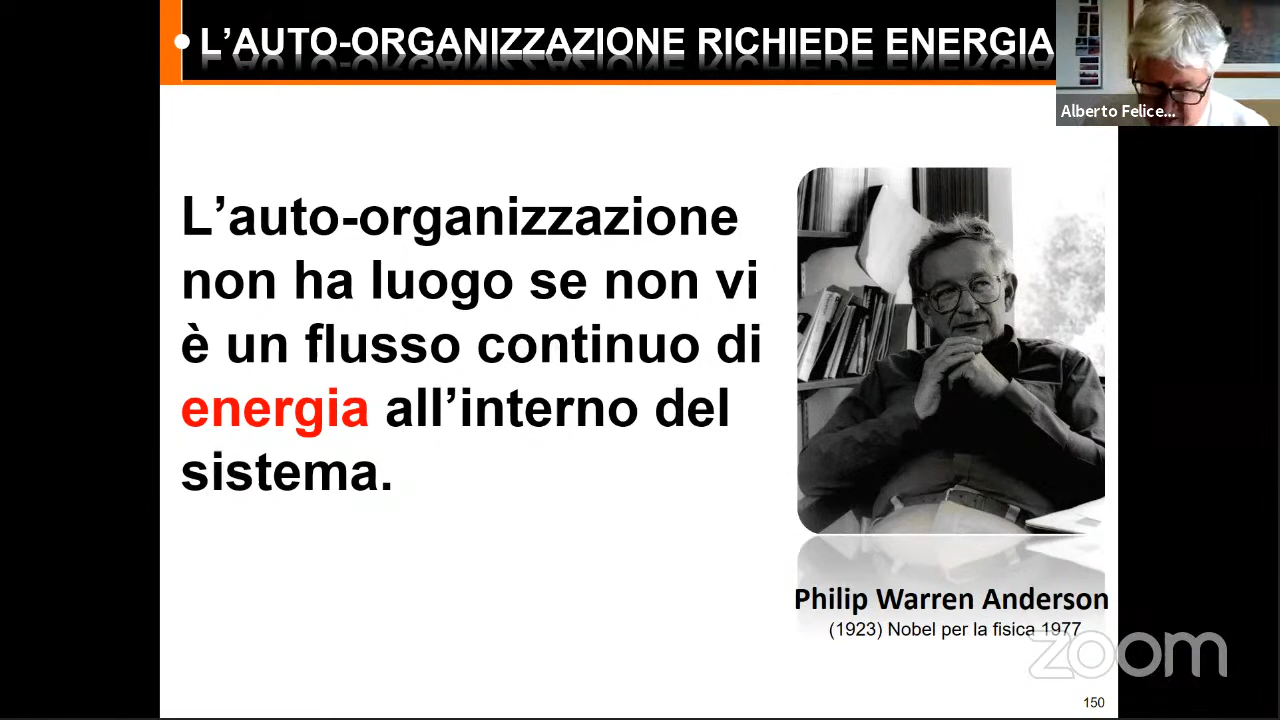 • L’AUTO-ORGANIZZAZIONE RICHIEDE ENERGIA
Alberto Felice...
L’auto-organizzazione
non ha luogo se non vi
è un flusso continuo di
energia all’interno del
sistema.
Philip Warren Anderson
(1923) Nobel per la fisica 1977
zoom
150